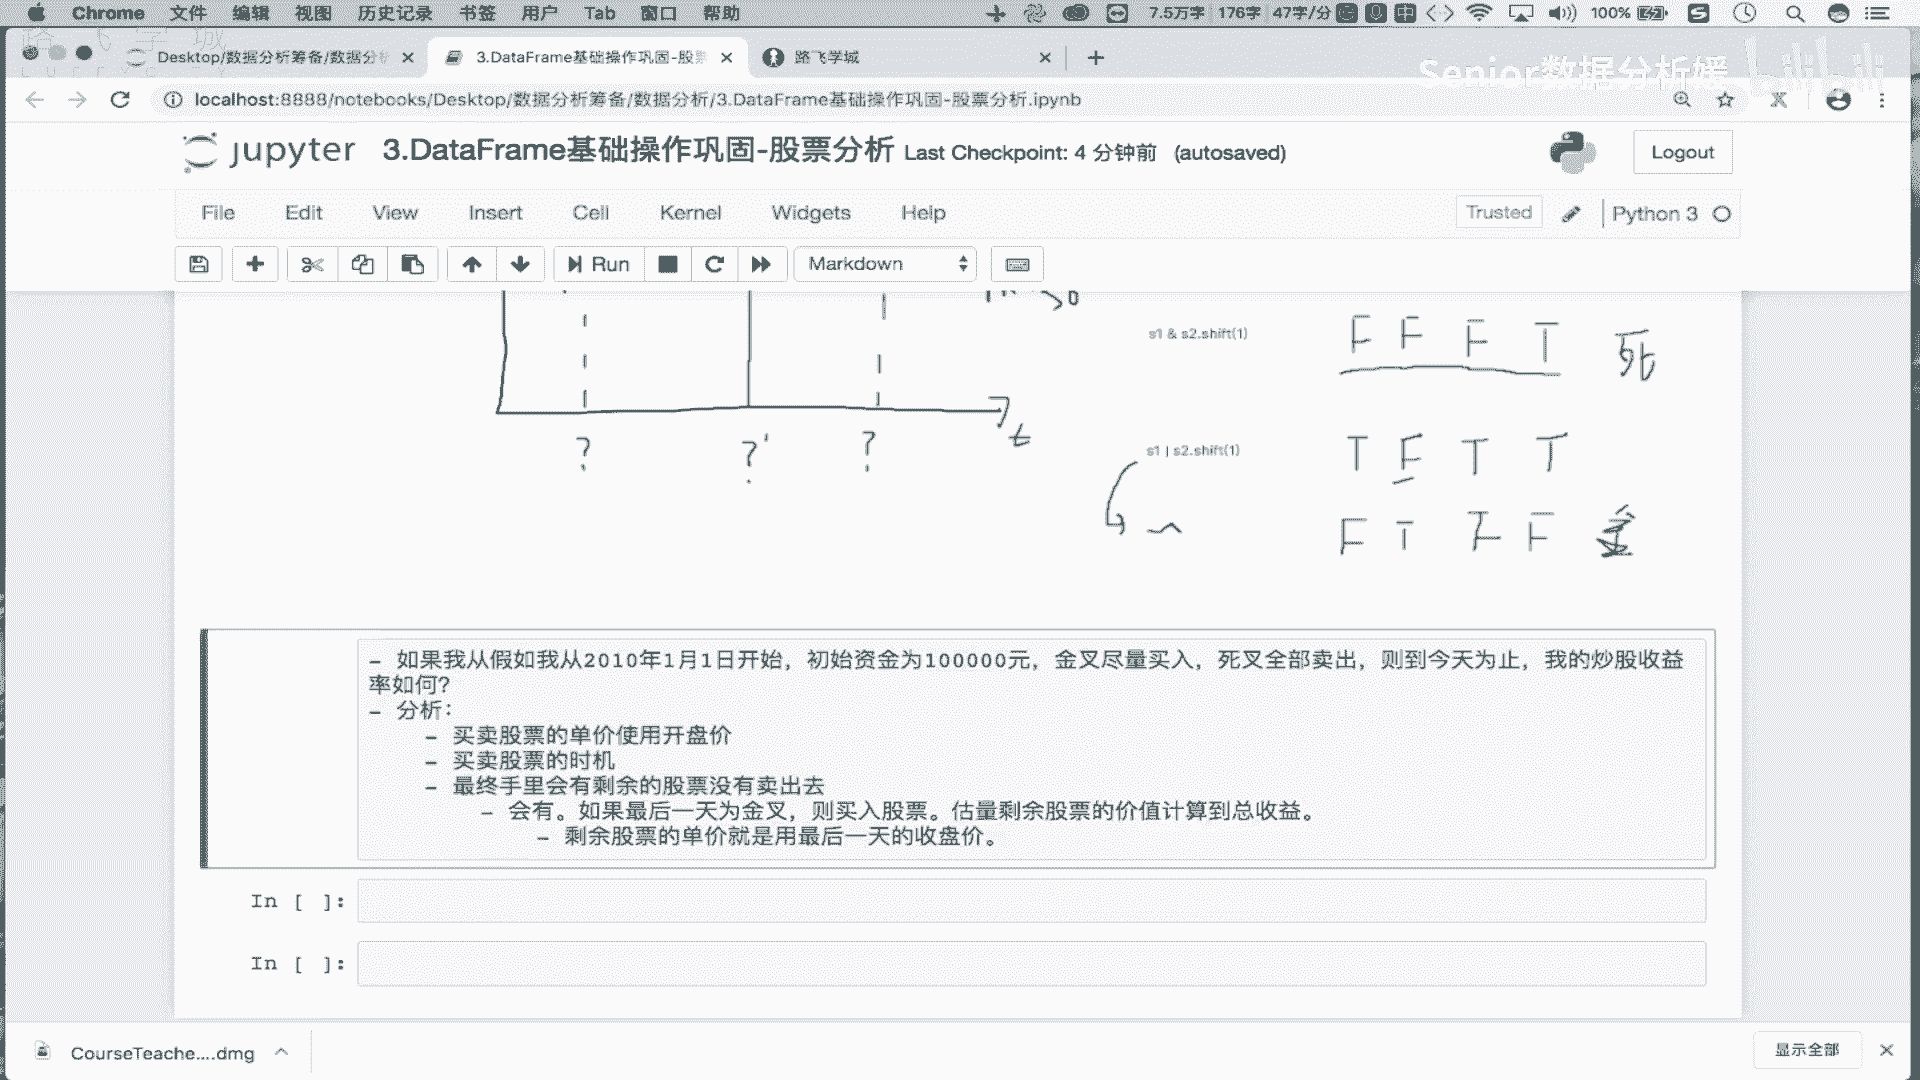 Chrome 文件 编辑 视图 历史记录 书签 用户 Tab 窗口 帮助 7.5万字 176字 47字/分 中 100%
路飞学城
Desktop/数据分析筹备/数据分析
3.DataFrame基础操作巩固-股票
路飞学城
Senior数据分析媛 bilibili
localhost:8888/notebooks/Desktop/数据分析筹备/数据分析/3.DataFrame基础操作巩固-股票分析.ipynb
jupyter 3.DataFrame基础操作巩固-股票分析 Last Checkpoint: 4 分钟前 (autosaved) Logout
File Edit View Insert Cell Kernel Widgets Help Trusted Python 3
Run Markdown
s1 & s2.shift(1) F F F T 死
t
? ?' ?
s1 | s2.shift(1) T F T T
~ F T F F 金
- 如果我从假如我从2010年1月1日开始，初始资金为100000元，金叉尽量买入，死叉全部卖出，则到今天为止，我的炒股收益
率如何？
- 分析：
- 买卖股票的单价使用开盘价
- 买卖股票的时机
- 最终手里会有剩余的股票没有卖出去
- 会有。如果最后一天为金叉，则买入股票。估量剩余股票的价值计算到总收益。
- 剩余股票的单价就是用最后一天的收盘价。
In [ ]:
In [ ]:
CourseTeache....dmg 显示全部